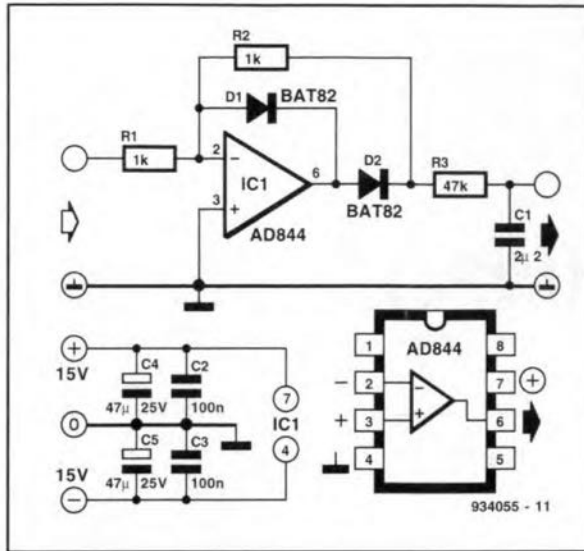 R2
1k
D1
BAT82
R1
1k
2
−
IC1
3
+
AD844
6
D2
BAT82
R3
47k
C1
2µ2
+
15V
0
15V
−
C4
47µ
25V
C2
100n
C5
47µ
25V
C3
100n
7
IC1
4
AD844
1
8
−
2
7
+
+
3
6
4
5
934055 - 11